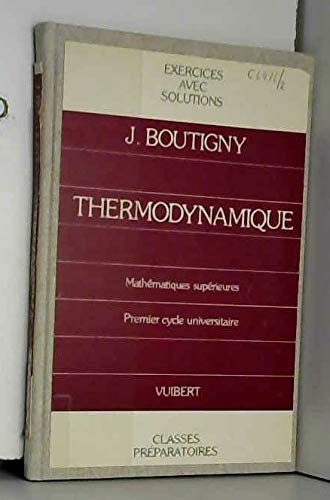 EXERCICES
AVEC
SOLUTIONS
J. BOUTIGNY
THERMODYNAMIQUE
Mathématiques supérieures
Premier cycle universitaire
VUIBERT
CLASSES
PRÉPARATOIRES